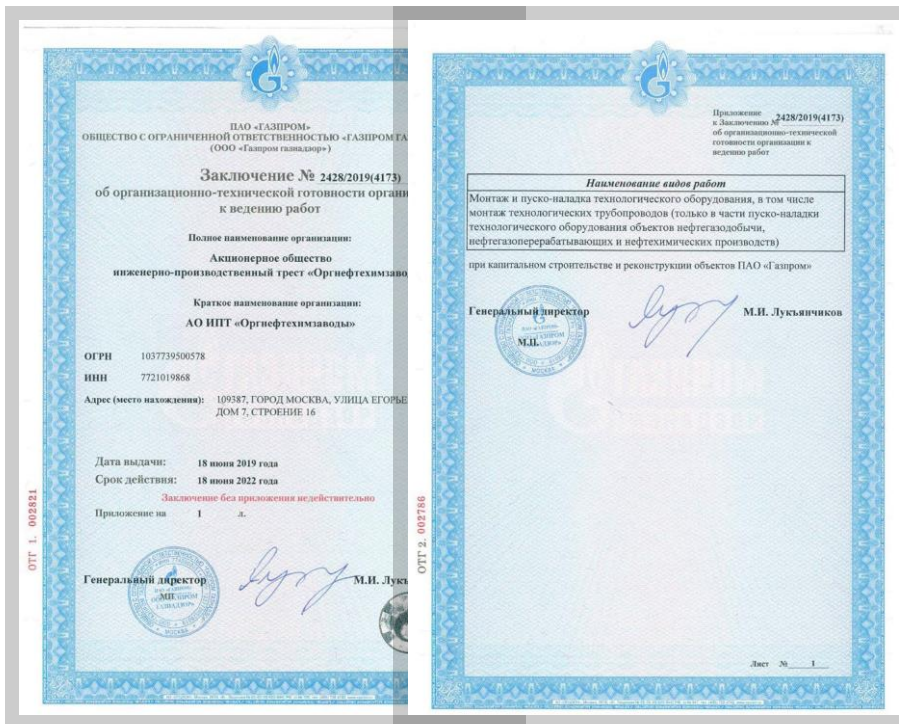 ПАО «ГАЗПРОМ»
ОБЩЕСТВО С ОГРАНИЧЕННОЙ ОТВЕТСТВЕННОСТЬЮ «ГАЗПРОМ ГА
(ООО «Газпром газнадзор»)
Заключение № 2428/2019(4173)
об организационно-технической готовности органи
к ведению работ
Полное наименование организации:
Акционерное общество
инженерно-производственный трест «Оргнефтехимзаво
Краткое наименование организации:
АО ИПТ «Оргнефтехимзаводы»
ОГРН 1037739500578
ИНН 7721019868
Адрес (место нахождения): 109387, ГОРОД МОСКВА, УЛИЦА ЕГОРЬЕ
ДОМ 7, СТРОЕНИЕ 16
Дата выдачи: 18 июня 2019 года
Срок действия: 18 июня 2022 года
Заключение без приложения недействительно
Приложение на 1 л.
Генеральный директор М.И. Лукь
М.П.
ОТГ 1. 002821
Приложение
к Заключению № 2428/2019(4173)
об организационно-технической
готовности организации к
ведению работ
Наименование видов работ
Монтаж и пуско-наладка технологического оборудования, в том числе
монтаж технологических трубопроводов (только в части пуско-наладки
технологического оборудования объектов нефтегазодобычи,
нефтегазоперерабатывающих и нефтехимических производств)
при капитальном строительстве и реконструкции объектов ПАО «Газпром»
Генеральный директор М.И. Лукъянчиков
М.П.
ОТГ 2. 002786
Лист № 1